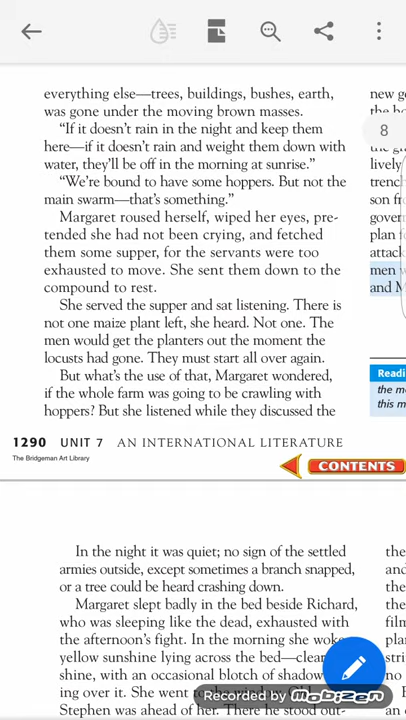 everything else—trees, buildings, bushes, earth,
was gone under the moving brown masses.
“If it doesn’t rain in the night and keep them
here—if it doesn’t rain and weight them down with
water, they’ll be off in the morning at sunrise.”
“We’re bound to have some hoppers. But not the
main swarm—that’s something.”
Margaret roused herself, wiped her eyes, pre-
tended she had not been crying, and fetched
them some supper, for the servants were too
exhausted to move. She sent them down to the
compound to rest.
She served the supper and sat listening. There is
not one maize plant left, she heard. Not one. The
men would get the planters out the moment the
locusts had gone. They must start all over again.
But what’s the use of that, Margaret wondered,
if the whole farm was going to be crawling with
hoppers? But she listened while they discussed the
new
8
lively
attack
men
and M
Readi
the m
this m
1290 UNIT 7 AN INTERNATIONAL LITERATURE
The Bridgeman Art Library
CONTENTS
In the night it was quiet; no sign of the settled
armies outside, except sometimes a branch snapped,
or a tree could be heard crashing down.
Margaret slept badly in the bed beside Richard,
who was sleeping like the dead, exhausted with
the afternoon’s fight. In the morning she woke
yellow sunshine lying across the bed—clear
shine, with an occasional blotch of shadow
ing over it. She went to
Stephen was ahead of her. There he stood out-
the
and
the
the
film
plan
stri
no
Recorded by mobizen